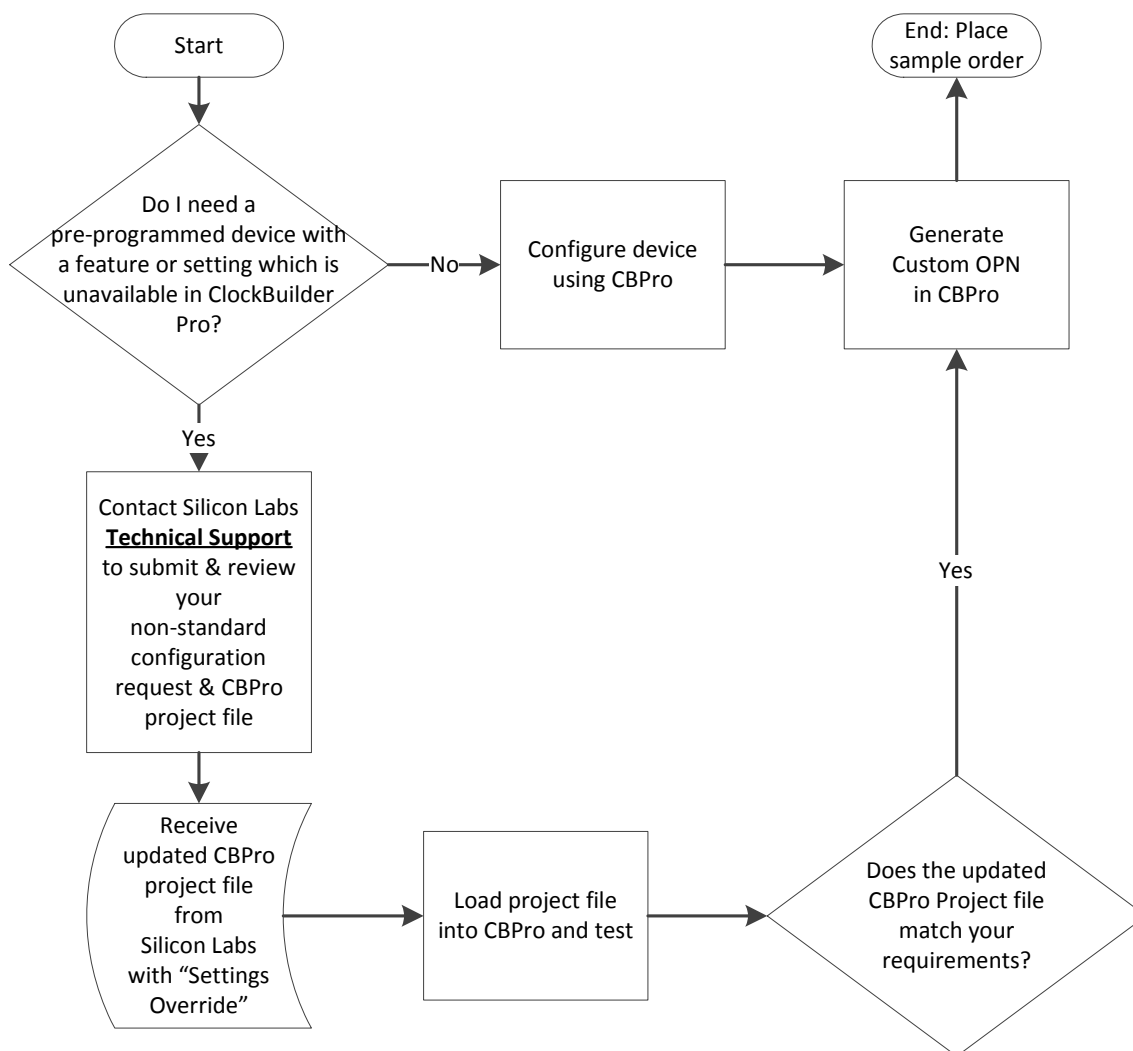 Start
End: Place
sample order
Do I need a
pre-programmed device with
a feature or setting which is
unavailable in ClockBuilder
Pro?
No
Configure device
using CBPro
Generate
Custom OPN
in CBPro
Yes
Contact Silicon Labs
Technical Support
to submit & review
your
non-standard
configuration
request & CBPro
project file
Yes
Receive
updated CBPro
project file
from
Silicon Labs
with “Settings
Override”
Load project file
into CBPro and test
Does the updated
CBPro Project file
match your
requirements?